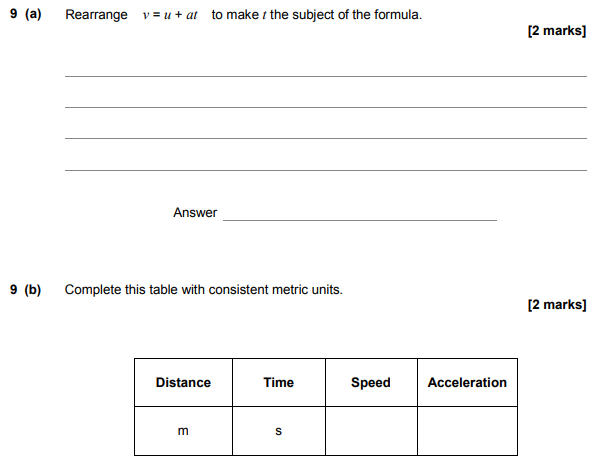 9 (a) Rearrange v = u + at to make t the subject of the formula.
[2 marks]
Answer
9 (b) Complete this table with consistent metric units.
[2 marks]
Distance Time Speed Acceleration
m s